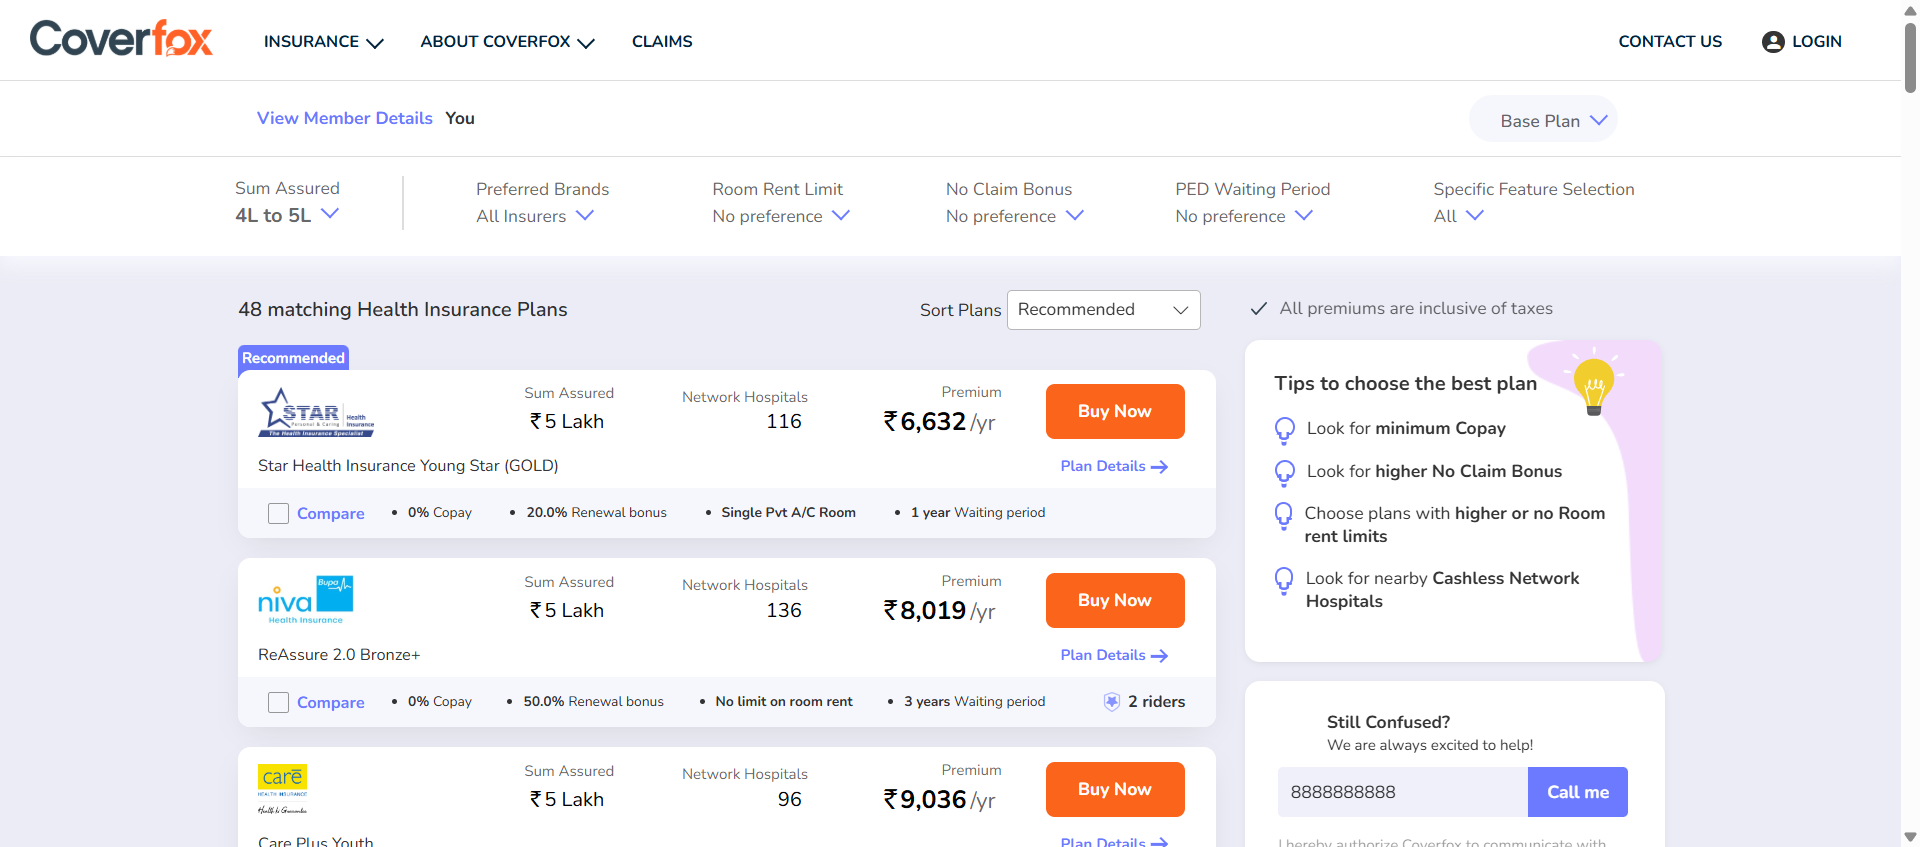 Coverfox
INSURANCE
ABOUT COVERFOX
CLAIMS
CONTACT US
LOGIN
View Member Details You
Base Plan
Sum Assured
4L to 5L
Preferred Brands
All Insurers
Room Rent Limit
No preference
No Claim Bonus
No preference
PED Waiting Period
No preference
Specific Feature Selection
All
48 matching Health Insurance Plans
Sort Plans Recommended
All premiums are inclusive of taxes
Recommended
STAR Health Insurance
Personal & Caring
The Health Insurance Specialist
Sum Assured
₹5 Lakh
Network Hospitals
116
Premium
₹6,632/yr
Buy Now
Star Health Insurance Young Star (GOLD)
Plan Details
Compare
• 0% Copay
• 20.0% Renewal bonus
• Single Pvt A/C Room
• 1 year Waiting period
niva Bupa
Health Insurance
Sum Assured
₹5 Lakh
Network Hospitals
136
Premium
₹8,019/yr
Buy Now
ReAssure 2.0 Bronze+
Plan Details
Compare
• 0% Copay
• 50.0% Renewal bonus
• No limit on room rent
• 3 years Waiting period
2 riders
carē
HEALTH INSURANCE
Sum Assured
₹5 Lakh
Network Hospitals
96
Premium
₹9,036/yr
Buy Now
Care Plus Youth
Plan Details
Tips to choose the best plan
Look for minimum Copay
Look for higher No Claim Bonus
Choose plans with higher or no Room
rent limits
Look for nearby Cashless Network
Hospitals
Still Confused?
We are always excited to help!
8888888888
Call me
I hereby authorize Coverfox to communicate with